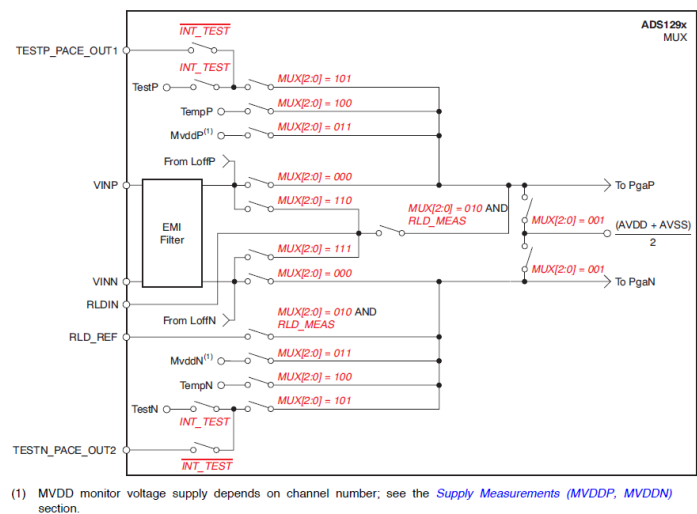 ADS129x
MUX
INT_TEST
TESTP_PACE_OUT1
INT_TEST
TestP
MUX[2:0] = 101
TempP
MUX[2:0] = 100
MvddP(1)
MUX[2:0] = 011
From LoffP
VINP
MUX[2:0] = 000
To PgaP
MUX[2:0] = 110
MUX[2:0] = 010 AND
RLD_MEAS
MUX[2:0] = 001
EMI
Filter
(AVDD + AVSS)
2
MUX[2:0] = 111
MUX[2:0] = 001
VINN
MUX[2:0] = 000
To PgaN
RLDIN
From LoffN
MUX[2:0] = 010 AND
RLD_MEAS
RLD_REF
MvddN(1)
MUX[2:0] = 011
TempN
MUX[2:0] = 100
TestN
MUX[2:0] = 101
INT_TEST
TESTN_PACE_OUT2
INT_TEST
(1) MVDD monitor voltage supply depends on channel number; see the Supply Measurements (MVDDP, MVDDN)
section.